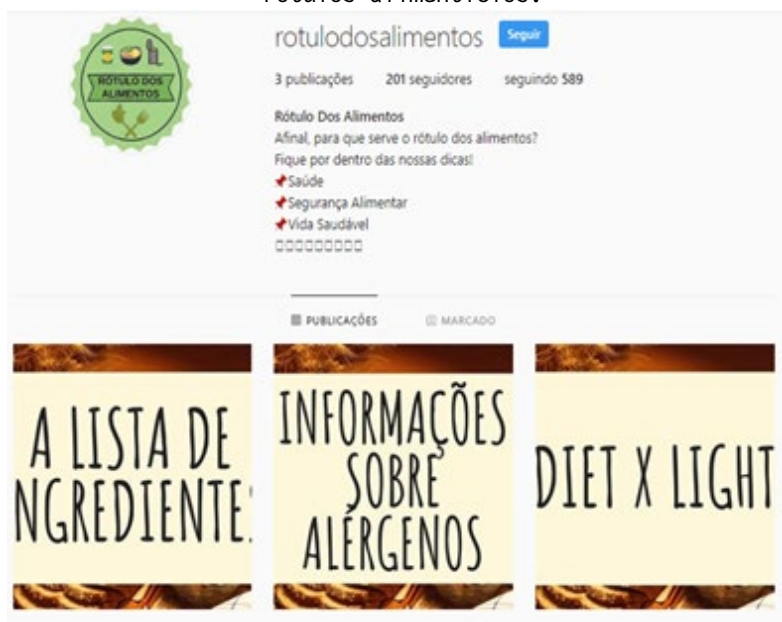 rotulodosalimentos Seguir
3 publicações 201 seguidores seguindo 589
RÓTULO DOS
ALIMENTOS
Rótulo Dos Alimentos
Afinal, para que serve o rótulo dos alimentos?
Fique por dentro das nossas dicas!
📌Saúde
📌Segurança Alimentar
📌Vida Saudável
PUBLICAÇÕES MARCADO
A LISTA DE
NGREDIENTE
INFORMAÇÕES
SOBRE
ALÉRGENOS
DIET X LIGHT